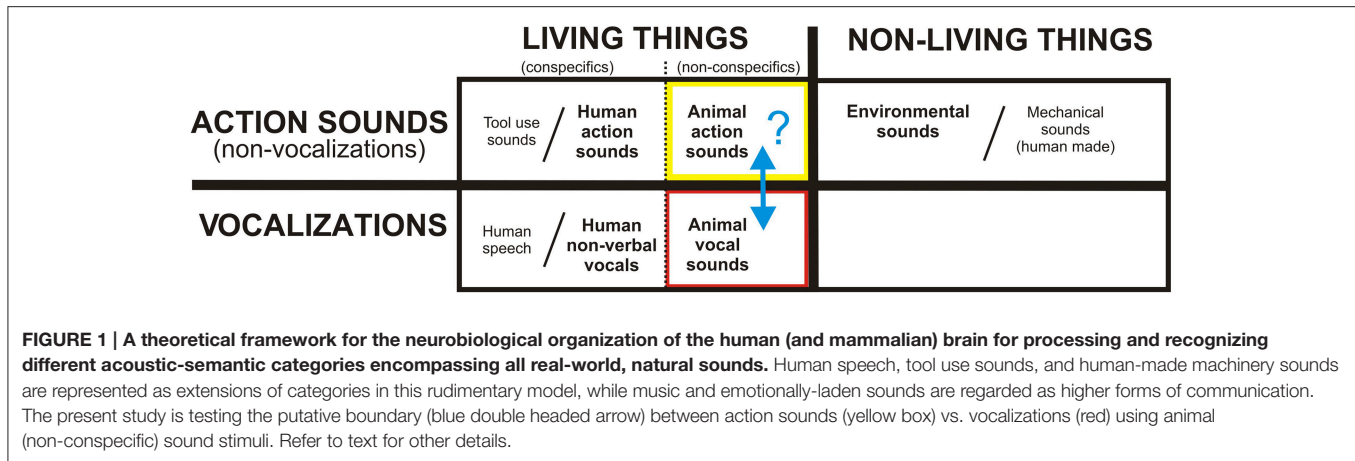 LIVING THINGS
NON-LIVING THINGS
(conspecifics)
(non-conspecifics)
ACTION SOUNDS
(non-vocalizations)
Tool use
sounds
/
Human
action
sounds
Animal
action
sounds
?
Environmental
sounds
/
Mechanical
sounds
(human made)
VOCALIZATIONS
Human
speech
/
Human
non-verbal
vocals
Animal
vocal
sounds
FIGURE 1 | A theoretical framework for the neurobiological organization of the human (and mammalian) brain for processing and recognizing
different acoustic-semantic categories encompassing all real-world, natural sounds. Human speech, tool use sounds, and human-made machinery sounds
are represented as extensions of categories in this rudimentary model, while music and emotionally-laden sounds are regarded as higher forms of communication.
The present study is testing the putative boundary (blue double headed arrow) between action sounds (yellow box) vs. vocalizations (red) using animal
(non-conspecific) sound stimuli. Refer to text for other details.